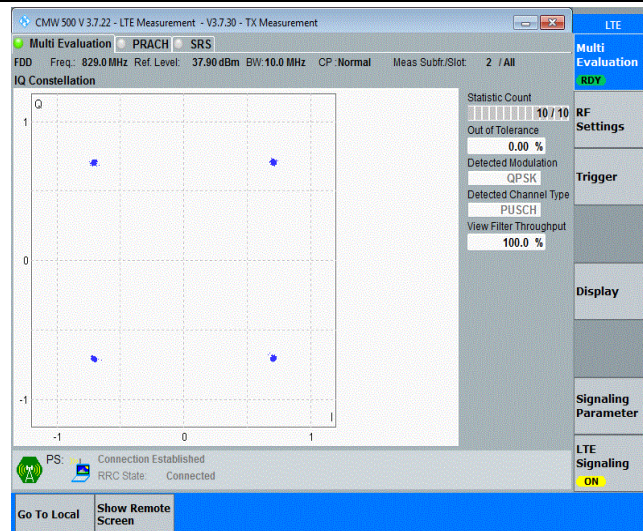 CMW 500 V 3.7.22 - LTE Measurement  - V3.7.30 - TX Measurement
LTE
Multi Evaluation PRACH SRS
Multi
Evaluation
RDY
FDD Freq.: 829.0 MHz Ref. Level: 37.90 dBm BW: 10.0 MHz CP : Normal Meas Subfr./Slot: 2 / All
IQ Constellation
Q
1
0
-1
I
-1 0 1
Statistic Count
10 / 10
Out of Tolerance
0.00 %
Detected Modulation
QPSK
Detected Channel Type
PUSCH
View Filter Throughput
100.0 %
RF
Settings
Trigger
Display
Signaling
Parameter
LTE
Signaling
ON
PS: Connection Established
RRC State: Connected
Go To Local
Show Remote
Screen